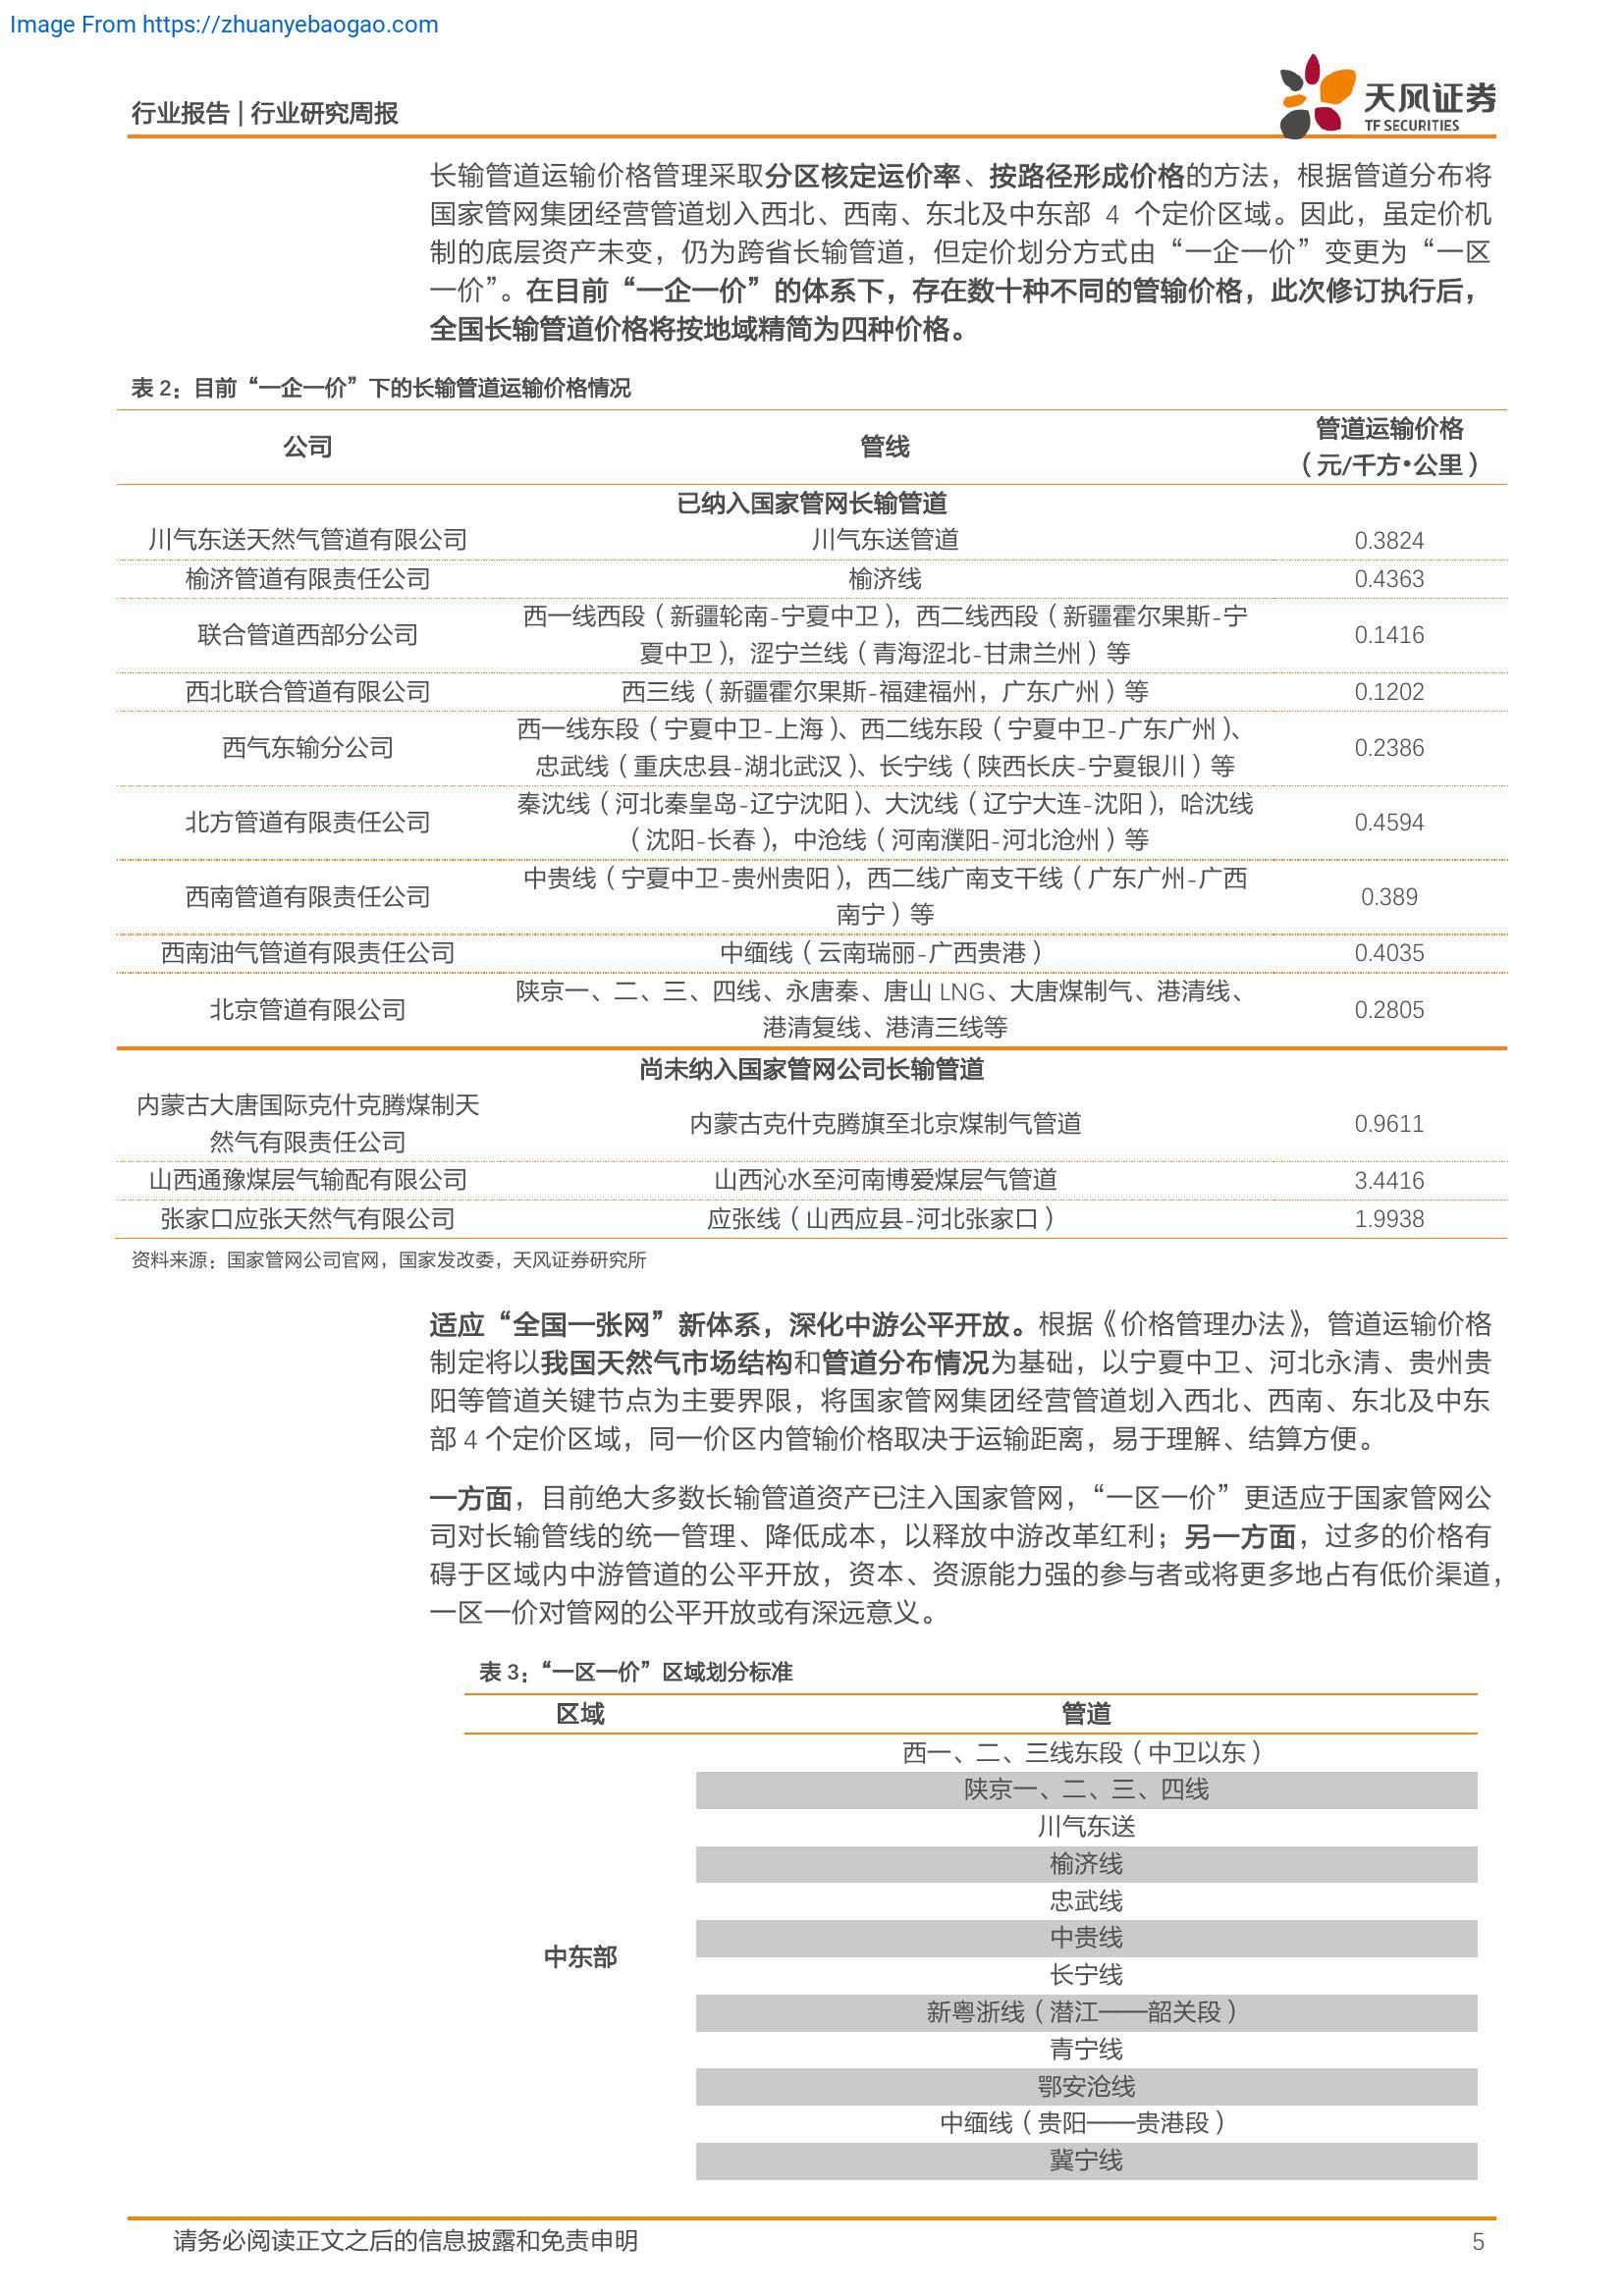 Image From https://zhuanyebaogao.com
行业报告 | 行业研究周报
天风证券
TF SECURITIES
长输管道运输价格管理采取分区核定运价率、按路径形成价格的方法，根据管道分布将
国家管网集团经营管道划入西北、西南、东北及中东部 4 个定价区域。因此，虽定价机
制的底层资产未变，仍为跨省长输管道，但定价划分方式由“一企一价”变更为“一区
一价”。在目前“一企一价”的体系下，存在数十种不同的管输价格，此次修订执行后，
全国长输管道价格将按地域精简为四种价格。
表 2：目前“一企一价”下的长输管道运输价格情况
公司 管线 管道运输价格
（元/千方•公里）
已纳入国家管网长输管道
川气东送天然气管道有限公司 川气东送管道 0.3824
榆济管道有限责任公司 榆济线 0.4363
联合管道西部分公司 西一线西段（新疆轮南-宁夏中卫），西二线西段（新疆霍尔果斯-宁
夏中卫），涩宁兰线（青海涩北-甘肃兰州）等 0.1416
西北联合管道有限公司 西三线（新疆霍尔果斯-福建福州，广东广州）等 0.1202
西气东输分公司 西一线东段（宁夏中卫-上海）、西二线东段（宁夏中卫-广东广州）、
忠武线（重庆忠县-湖北武汉）、长宁线（陕西长庆-宁夏银川）等 0.2386
北方管道有限责任公司 秦沈线（河北秦皇岛-辽宁沈阳）、大沈线（辽宁大连-沈阳），哈沈线
（沈阳-长春），中沧线（河南濮阳-河北沧州）等 0.4594
西南管道有限责任公司 中贵线（宁夏中卫-贵州贵阳），西二线广南支干线（广东广州-广西
南宁）等 0.389
西南油气管道有限责任公司 中缅线（云南瑞丽-广西贵港） 0.4035
北京管道有限公司 陕京一、二、三、四线、永唐秦、唐山 LNG、大唐煤制气、港清线、
港清复线、港清三线等 0.2805
尚未纳入国家管网公司长输管道
内蒙古大唐国际克什克腾煤制天
然气有限责任公司 内蒙古克什克腾旗至北京煤制气管道 0.9611
山西通豫煤层气输配有限公司 山西沁水至河南博爱煤层气管道 3.4416
张家口应张天然气有限公司 应张线（山西应县-河北张家口） 1.9938
资料来源：国家管网公司官网，国家发改委，天风证券研究所
适应“全国一张网”新体系，深化中游公平开放。根据《价格管理办法》，管道运输价格
制定将以我国天然气市场结构和管道分布情况为基础，以宁夏中卫、河北永清、贵州贵
阳等管道关键节点为主要界限，将国家管网集团经营管道划入西北、西南、东北及中东
部 4 个定价区域，同一价区内管输价格取决于运输距离，易于理解、结算方便。
一方面，目前绝大多数长输管道资产已注入国家管网，“一区一价”更适应于国家管网公
司对长输管线的统一管理、降低成本，以释放中游改革红利；另一方面，过多的价格有
碍于区域内中游管道的公平开放，资本、资源能力强的参与者或将更多地占有低价渠道，
一区一价对管网的公平开放或有深远意义。
表 3：“一区一价”区域划分标准
区域 管道
西一、二、三线东段（中卫以东）
陕京一、二、三、四线
川气东送
榆济线
忠武线
中贵线
中东部
长宁线
新粤浙线（潜江——韶关段）
青宁线
鄂安沧线
中缅线（贵阳——贵港段）
冀宁线
请务必阅读正文之后的信息披露和免责申明 5